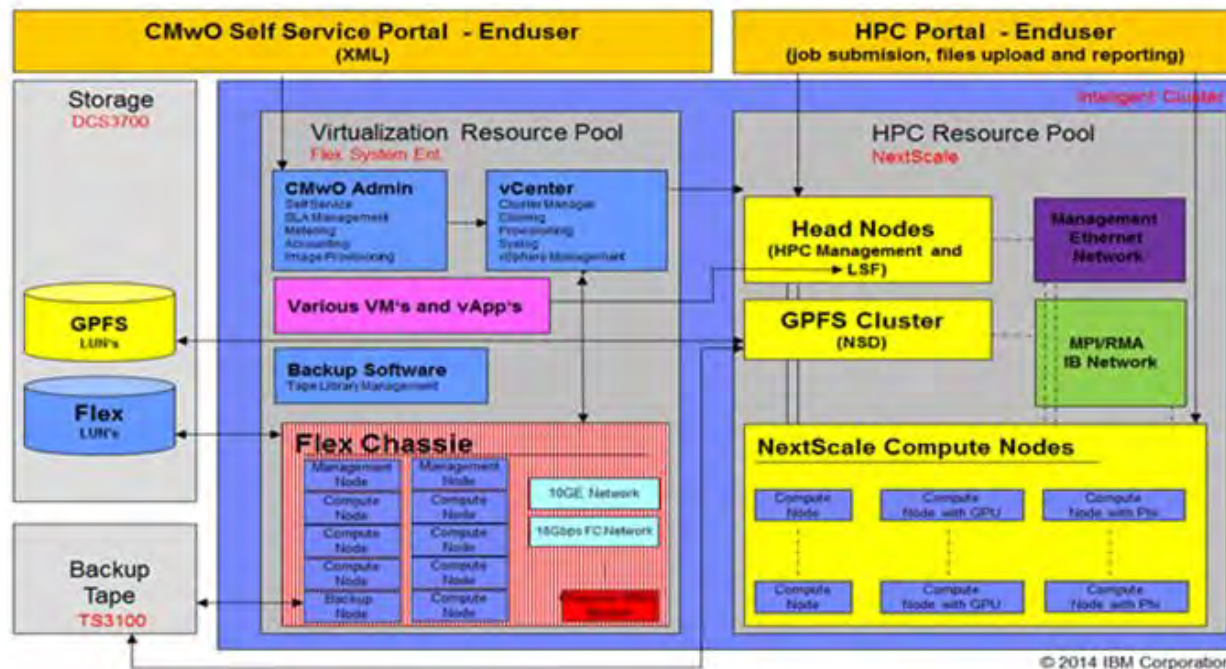 CMwO Self Service Portal - Enduser
(XML)
HPC Portal - Enduser
(job submision, files upload and reporting)
Storage
DCS3700
GPFS
LUN's
Flex
LUN's
Backup
Tape
TS3100
Intelligent Cluster
Virtualization Resource Pool
Flex System Ent.
CMwO Admin
Self Service
SLA Management
Metering
Accounting
Image Provisioning
vCenter
Cluster Manager
Cloning
Provisioning
Syslog
vSphere Management
Various VM's and vApp's
Backup Software
Tape Library Management
Flex Chassie
Management
Node
Compute
Node
Compute
Node
Compute
Node
Backup
Node
Management
Node
Compute
Node
Compute
Node
Compute
Node
Compute
Node
10GE Network
16Gbps FC Network
HPC Resource Pool
NextScale
Head Nodes
(HPC Management and
LSF)
Management
Ethernet
Network
GPFS Cluster
(NSD)
MPI/RMA
IB Network
NextScale Compute Nodes
Compute
Node
Compute
Node with GPU
Compute
Node with Phi
Compute
Node
Compute
Node with GPU
Compute
Node with Phi
© 2014 IBM Corporation